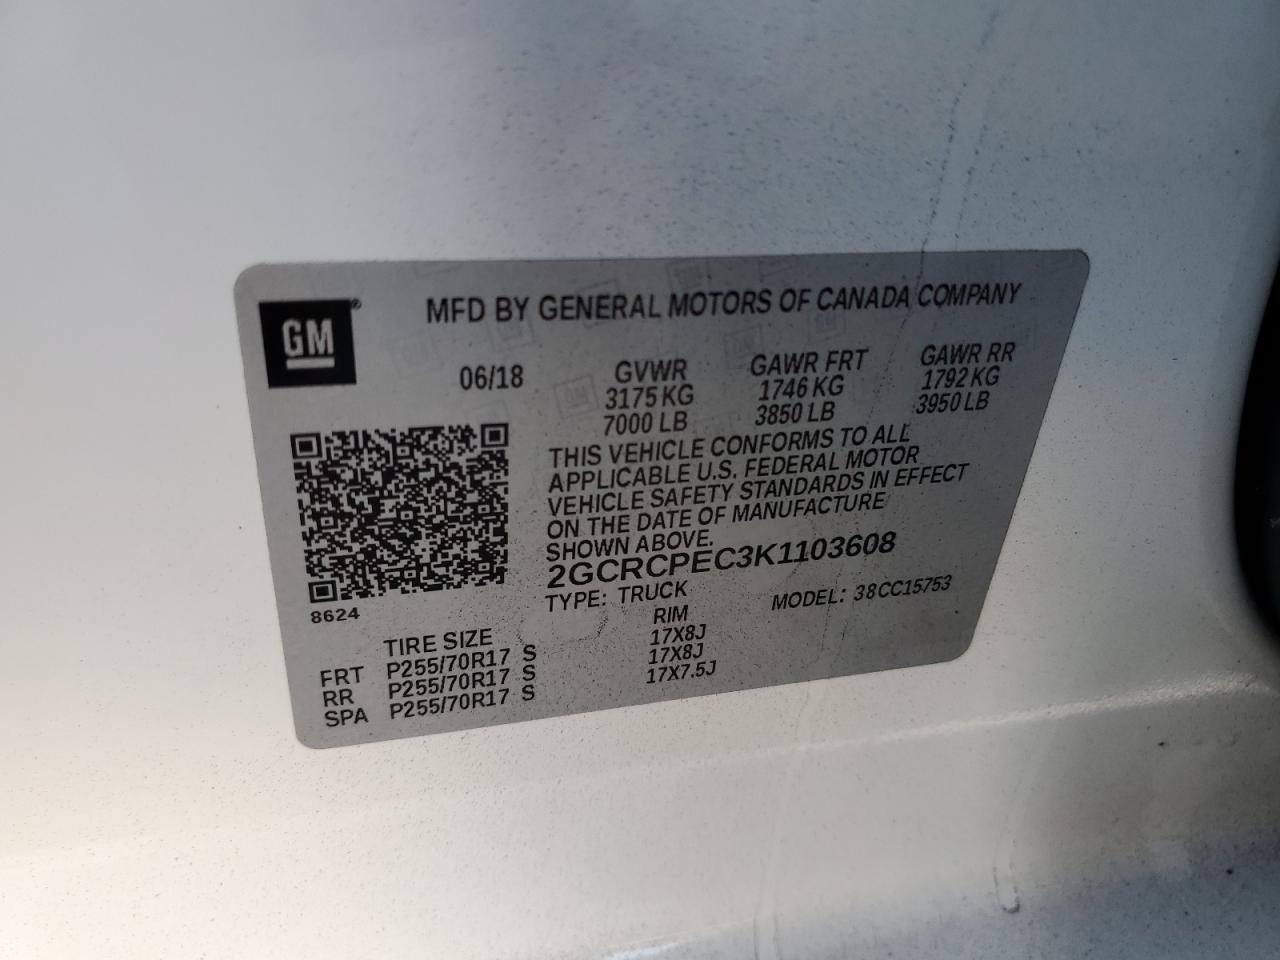 GM ®
MFD BY GENERAL MOTORS OF CANADA COMPANY
06/18 GVWR GAWR FRT GAWR RR
3175 KG 1746 KG 1792 KG
7000 LB 3850 LB 3950 LB
THIS VEHICLE CONFORMS TO ALL
APPLICABLE U.S. FEDERAL MOTOR
VEHICLE SAFETY STANDARDS IN EFFECT
ON THE DATE OF MANUFACTURE
SHOWN ABOVE.
2GCRCPEC3K1103608
TYPE: TRUCK MODEL: 38CC15753
8624
TIRE SIZE RIM
FRT P255/70R17 S 17X8J
RR P255/70R17 S 17X8J
SPA P255/70R17 S 17X7.5J